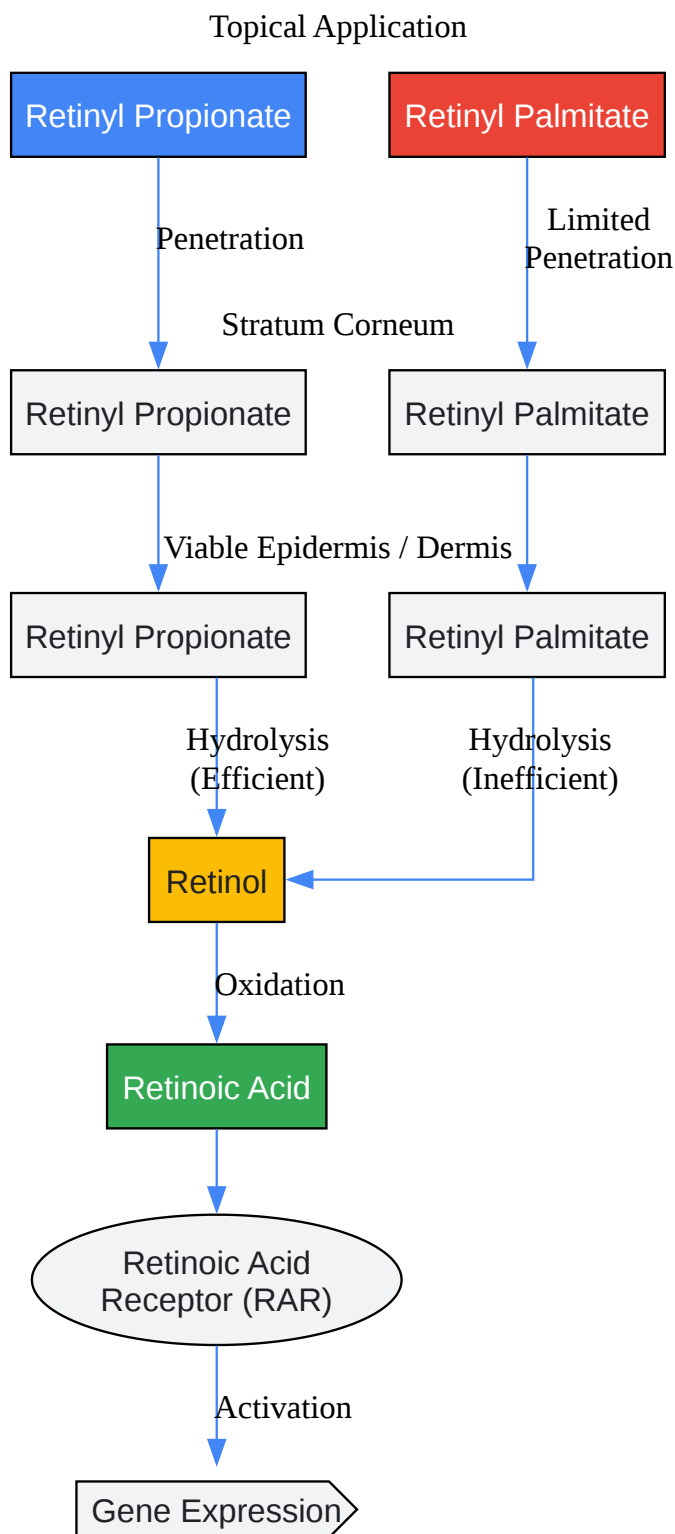 Topical Application
Retinyl Propionate
Retinyl Palmitate
Penetration
Limited
Penetration
Stratum Corneum
Retinyl Propionate
Retinyl Palmitate
Viable Epidermis / Dermis
Retinyl Propionate
Retinyl Palmitate
Hydrolysis
(Efficient)
Hydrolysis
(Inefficient)
Retinol
Oxidation
Retinoic Acid
Retinoic Acid
Receptor (RAR)
Activation
Gene Expression